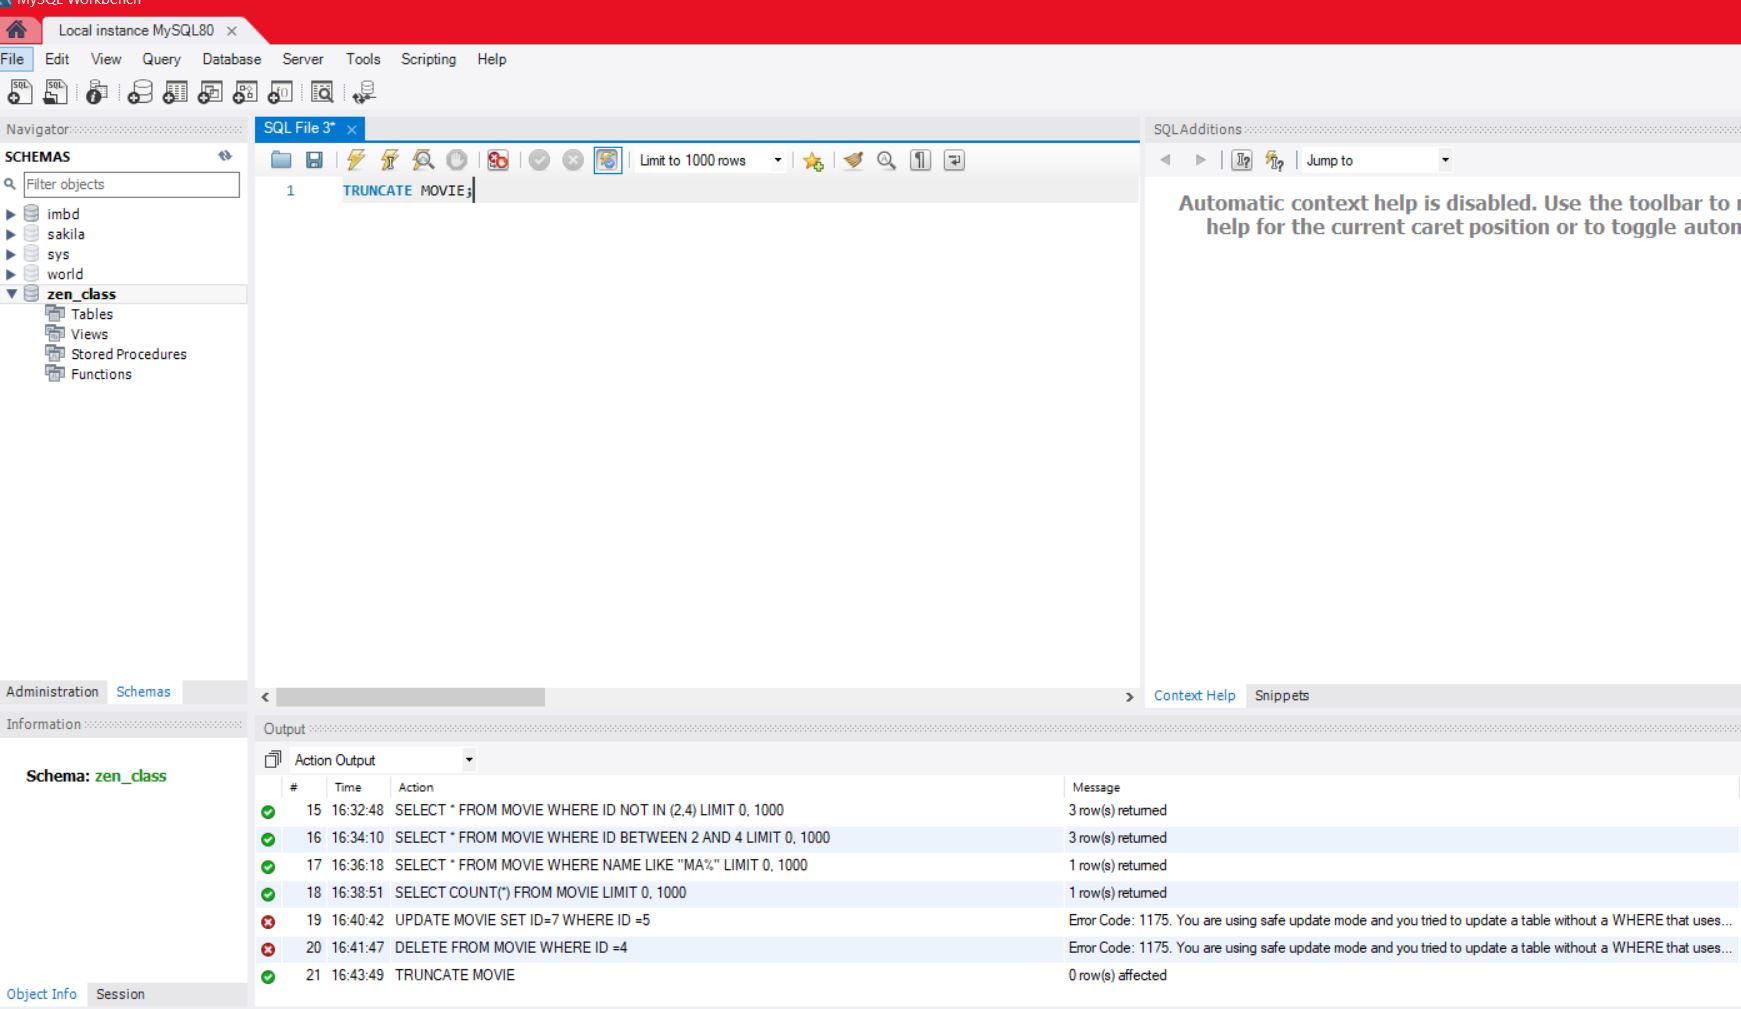 MySQL Workbench
Local instance MySQL80
File Edit View Query Database Server Tools Scripting Help
Navigator
SCHEMAS
Filter objects
imbd
sakila
sys
world
zen_class
Tables
Views
Stored Procedures
Functions
Administration Schemas
Information
Schema: zen_class
Object Info Session
SQL File 3*
Limit to 1000 rows
1 TRUNCATE MOVIE;
SQLAdditions
Jump to
Automatic context help is disabled. Use the toolbar to
help for the current caret position or to toggle autom
Context Help Snippets
Output
Action Output
# Time Action Message
15 16:32:48 SELECT * FROM MOVIE WHERE ID NOT IN (2,4) LIMIT 0, 1000 3 row(s) returned
16 16:34:10 SELECT * FROM MOVIE WHERE ID BETWEEN 2 AND 4 LIMIT 0, 1000 3 row(s) returned
17 16:36:18 SELECT * FROM MOVIE WHERE NAME LIKE "MA%" LIMIT 0, 1000 1 row(s) returned
18 16:38:51 SELECT COUNT(*) FROM MOVIE LIMIT 0, 1000 1 row(s) returned
19 16:40:42 UPDATE MOVIE SET ID=7 WHERE ID =5 Error Code: 1175. You are using safe update mode and you tried to update a table without a WHERE that uses...
20 16:41:47 DELETE FROM MOVIE WHERE ID =4 Error Code: 1175. You are using safe update mode and you tried to update a table without a WHERE that uses...
21 16:43:49 TRUNCATE MOVIE 0 row(s) affected